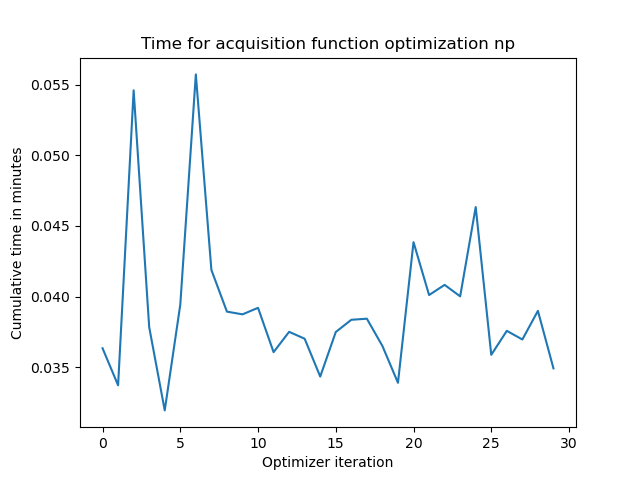 Time for acquisition function optimization np
Cumulative time in minutes
0.055
0.050
0.045
0.040
0.035
0 5 10 15 20 25 30
Optimizer iteration